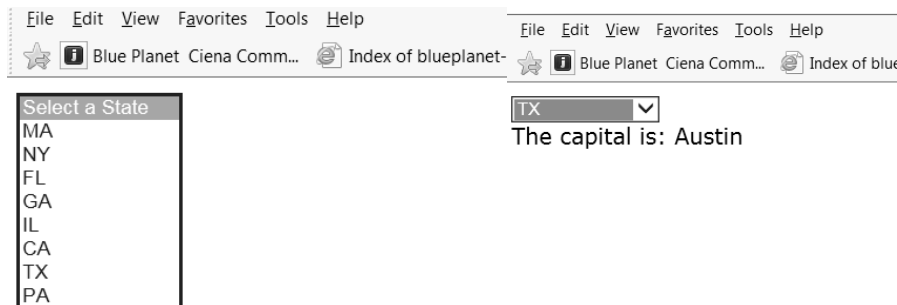 File Edit View Favorites Tools Help
Blue Planet Ciena Comm... Index of blueplanet-
Select a State
MA
NY
FL
GA
IL
CA
TX
PA
File Edit View Favorites Tools Help
Blue Planet Ciena Comm... Index of blue
TX
The capital is: Austin